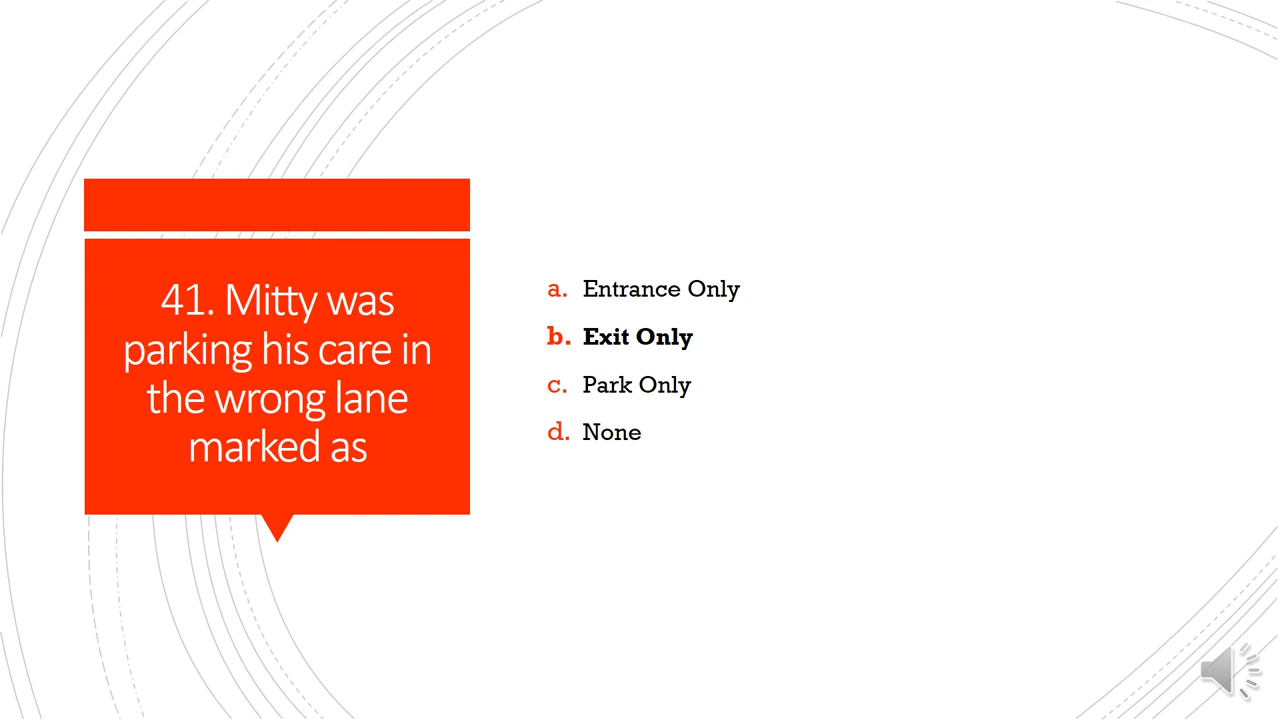 41. Mitty was
parking his care in
the wrong lane
marked as
a. Entrance Only
b. Exit Only
c. Park Only
d. None